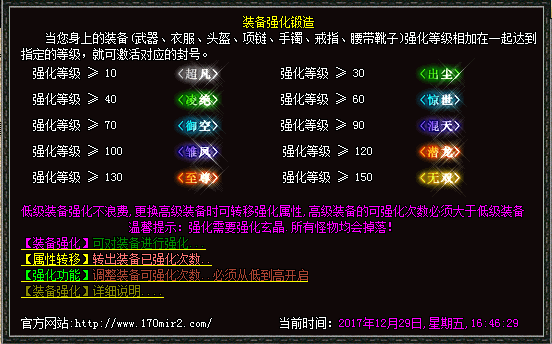 装备强化锻造
当您身上的装备(武器、衣服、头盔、项链、手镯、戒指、腰带靴子)强化等级相加在一起达到
指定的等级，就可激活对应的封号。
强化等级 ≥ 10 <超凡> 强化等级 ≥ 30 <出尘>
强化等级 ≥ 40 <凌绝> 强化等级 ≥ 60 <惊世>
强化等级 ≥ 70 <御空> 强化等级 ≥ 90 <混天>
强化等级 ≥ 100 <雏凤> 强化等级 ≥ 120 <潜龙>
强化等级 ≥ 130 <至尊> 强化等级 ≥ 150 <无双>
低级装备强化不浪费,更换高级装备时可转移强化属性,高级装备的可强化次数必须大于低级装备
温馨提示：强化需要强化玄晶.所有怪物均会掉落!
【装备强化】可对装备进行强化...
【属性转移】转出装备已强化次数..
【强化功能】调整装备可强化次数..必须从低到高开启
【装备强化】详细说明....
官方网站:http://www.170mir2.com/ 当前时间：2017年12月29日,星期五,16:46:29